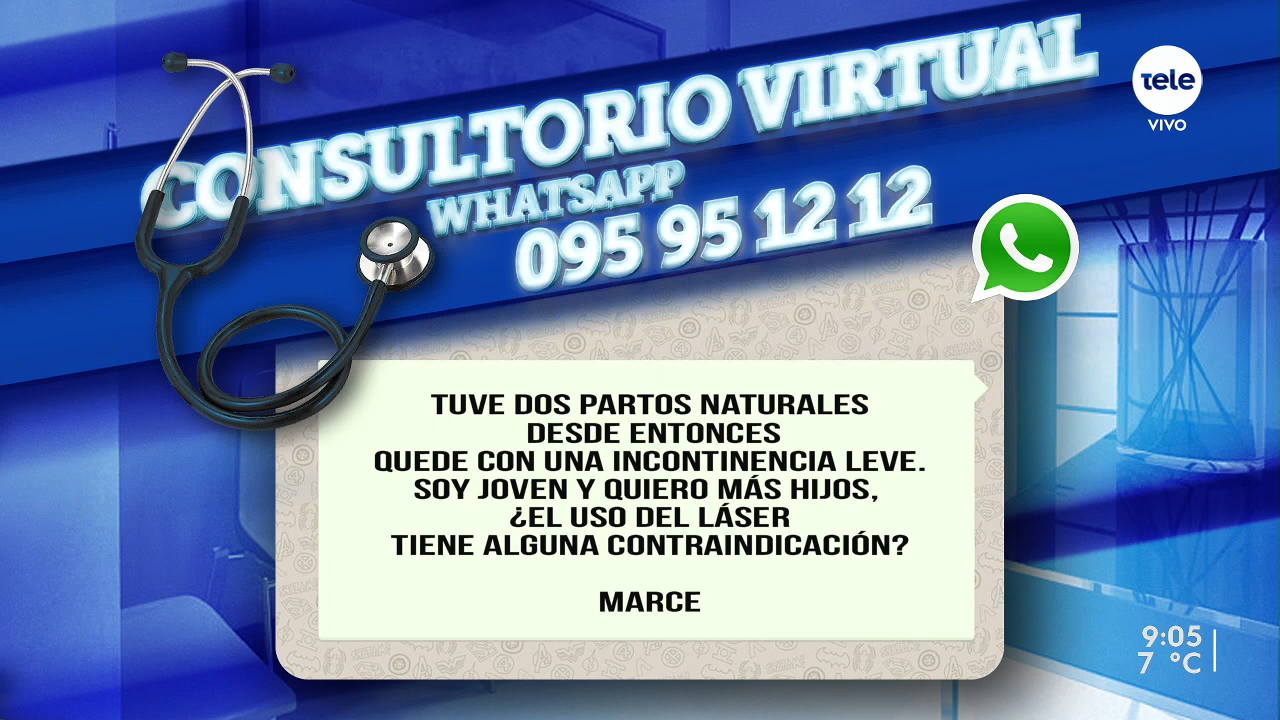 CONSULTORIO VIRTUAL
WHATSAPP
095 95 12 12
TeLe
VIVO
TUVE DOS PARTOS NATURALES
DESDE ENTONCES
QUEDE CON UNA INCONTINENCIA LEVE.
SOY JOVEN Y QUIERO MÁS HIJOS,
¿EL USO DEL LÁSER
TIENE ALGUNA CONTRAINDICACIÓN?
MARCE
9:05
7 °C